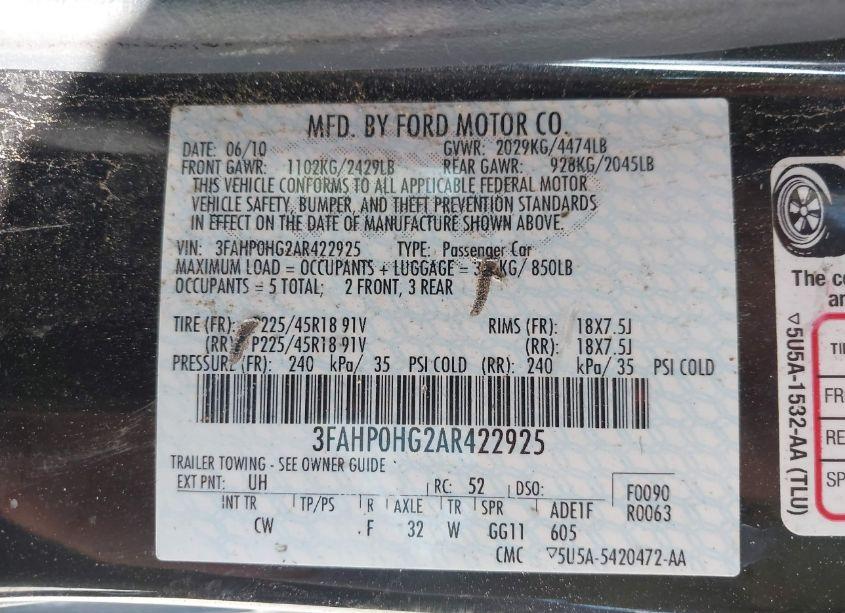 MFD. BY FORD MOTOR CO.
DATE: 06/10 GVWR: 2029KG/4474LB
FRONT GAWR: 1102KG/2429LB REAR GAWR: 928KG/2045LB
THIS VEHICLE CONFORMS TO ALL APPLICABLE FEDERAL MOTOR
VEHICLE SAFETY, BUMPER, AND THEFT PREVENTION STANDARDS
IN EFFECT ON THE DATE OF MANUFACTURE SHOWN ABOVE.
VIN: 3FAHP0HG2AR422925 TYPE: Passenger Car
MAXIMUM LOAD = OCCUPANTS + LUGGAGE = KG/ 850LB
OCCUPANTS = 5 TOTAL; 2 FRONT, 3 REAR
TIRE (FR): P225/45R18 91V RIMS (FR): 18X7.5J
(RR): P225/45R18 91V (RR): 18X7.5J
PRESSURE (FR): 240 kPa/ 35 PSI COLD (RR): 240 kPa/ 35 PSI COLD
3FAHP0HG2AR422925
TRAILER TOWING - SEE OWNER GUIDE
EXT PNT: UH RC: 52 DSO: F0090
INT TR TP/PS R AXLE TR SPR ADE1F R0063
CW F 32 W GG11 605
CMC ▽5U5A-5420472-AA
The co
an
▽5U5A-1532-AA (TLU)
TI
FR
RE
SP